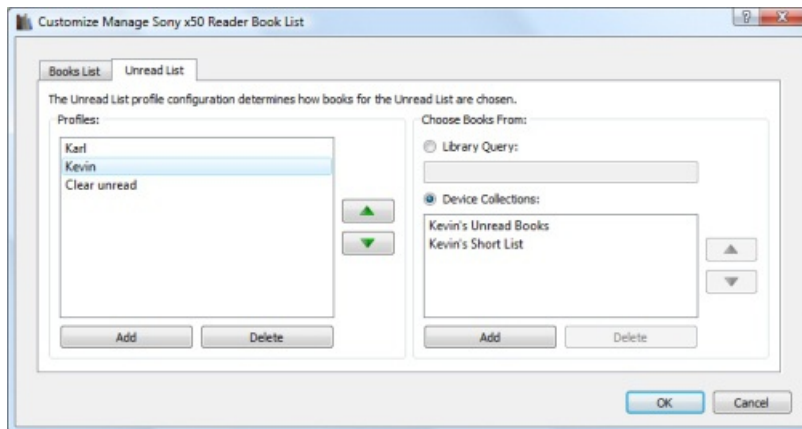 Customize Manage Sony x50 Reader Book List
Books List
Unread List
The Unread List profile configuration determines how books for the Unread List are chosen.
Profiles:
Karl
Kevin
Clear unread
Add
Delete
Choose Books From:
Library Query:
Device Collections:
Kevin's Unread Books
Kevin's Short List
Add
Delete
OK
Cancel